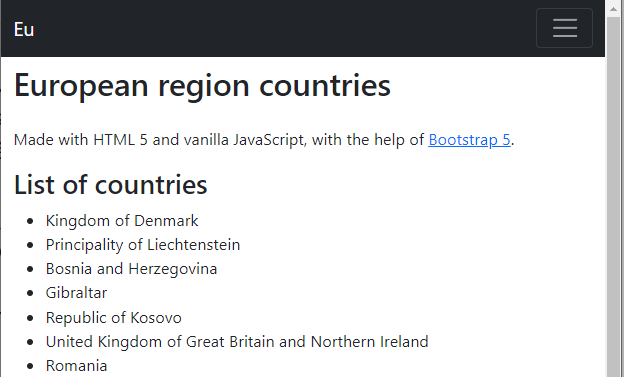 Eu
European region countries
Made with HTML 5 and vanilla JavaScript, with the help of Bootstrap 5.
List of countries
Kingdom of Denmark
Principality of Liechtenstein
Bosnia and Herzegovina
Gibraltar
Republic of Kosovo
United Kingdom of Great Britain and Northern Ireland
Romania